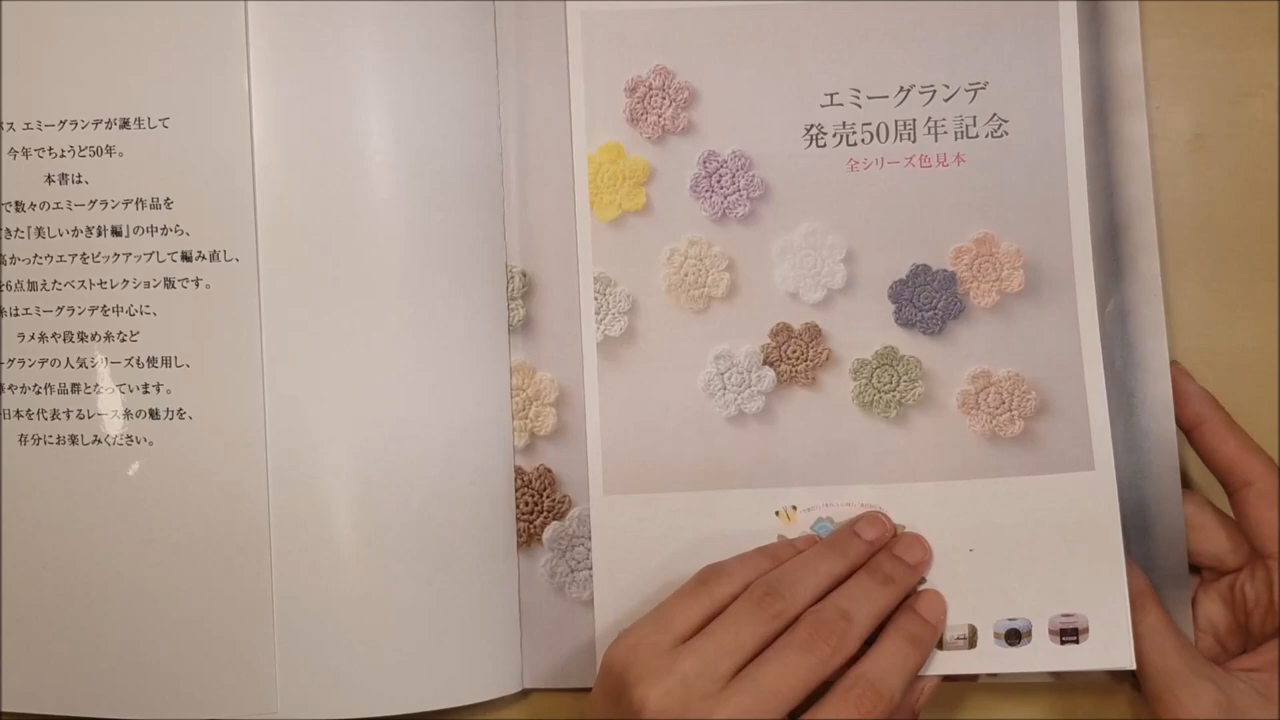 パス エミーグランデが誕生して
今年でちょうど50年。
本書は、
で数々のエミーグランデ作品を
きた『美しいかぎ針編』の中から、
高かったウエアをピックアップして編み直し、
を6点加えたベストセレクション版です。
糸はエミーグランデを中心に、
ラメ糸や段染め糸など
ーグランデの人気シリーズも使用し、
華やかな作品群となっています。
日本を代表するレース糸の魅力を、
存分にお楽しみください。
エミーグランデ
発売50周年記念
全シリーズ色見本